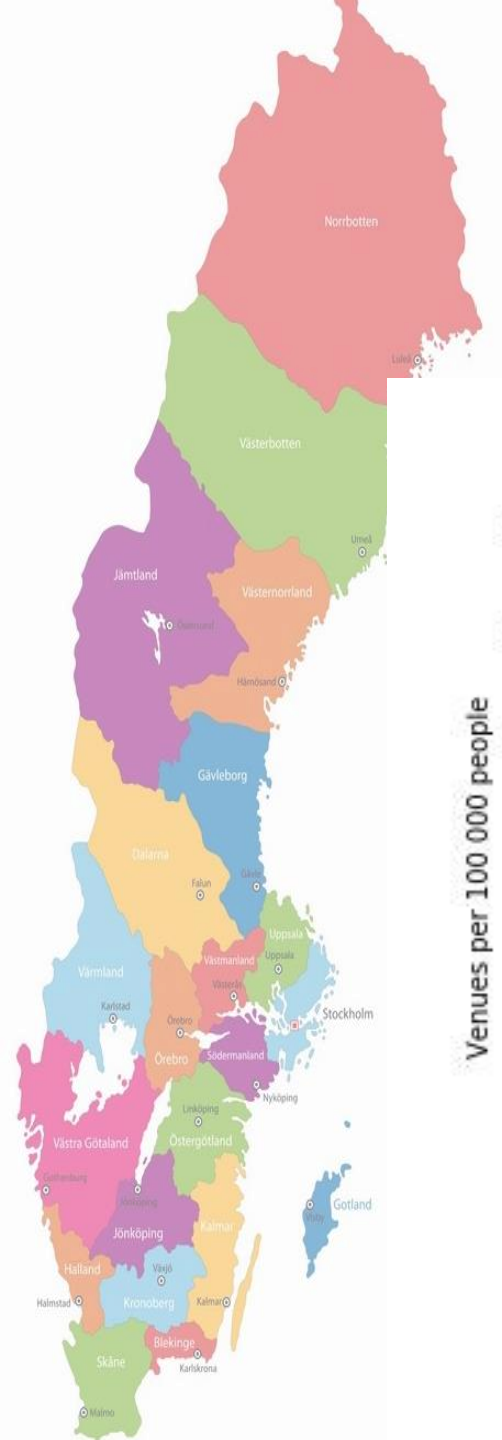 Norrbotten
Luleå
Västerbotten
Umeå
Jämtland
Östersund
Västernorrland
Härnösand
Gävleborg
Dalarna
Falun
Gävle
Uppsala
Uppsala
Västmanland
Västerås
Värmland
Karlstad
Örebro
Örebro
Stockholm
Södermanland
Nyköping
Linköping
Östergötland
Västra Götaland
Gothenburg
Jönköping
Jönköping
Gotland
Visby
Kalmar
Kalmar
Halland
Halmstad
Växjö
Kronoberg
Blekinge
Karlskrona
Skåne
Malmo
Venues per 100 000 people